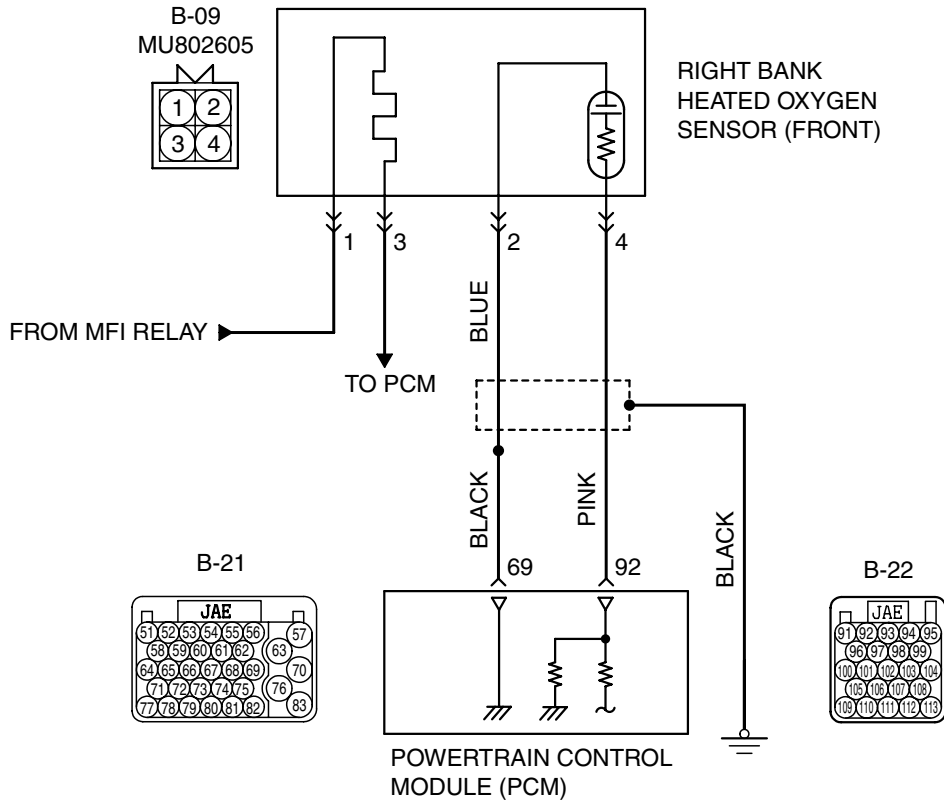 B-09
MU802605
1 2
3 4
RIGHT BANK
HEATED OXYGEN
SENSOR (FRONT)
1 3 2 4
FROM MFI RELAY
TO PCM
BLUE
BLACK
PINK
BLACK
69 92
B-21
JAE
51 52 53 54 55 56 57
58 59 60 61 62 63
64 65 66 67 68 69 70
71 72 73 74 75 76
77 78 79 80 81 82 83
B-22
JAE
91 92 93 94 95
96 97 98 99
100 101 102 103 104
105 106 107 108
109 110 111 112 113
POWERTRAIN CONTROL
MODULE (PCM)